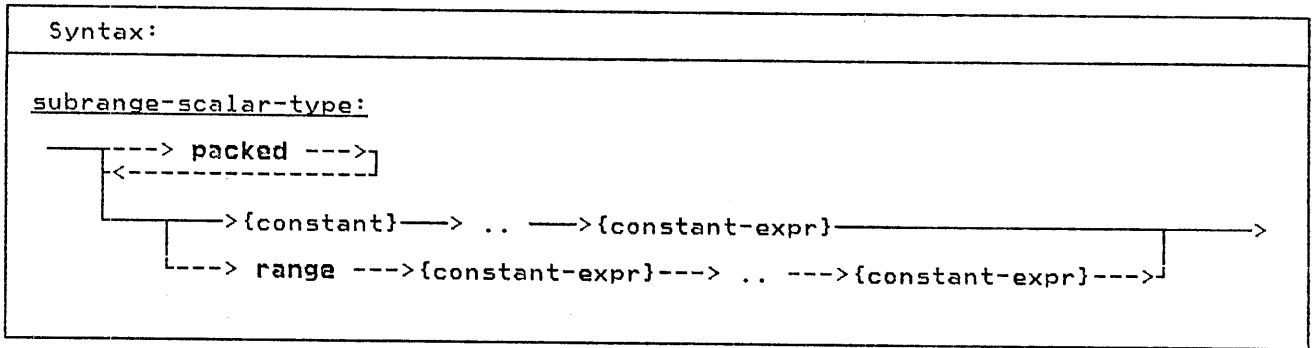 Syntax:
subrange-scalar-type:
---> packed --->
<---------------
>{constant}——> .. ——>{constant-expr}————>
----> range --->{constant-expr}---> .. --->{constant-expr}--->